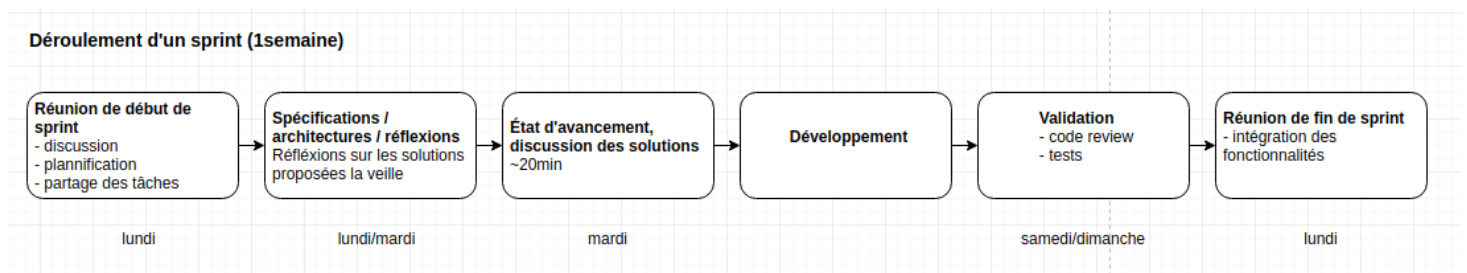 Déroulement d'un sprint (1semaine)
Réunion de début de
sprint
- discussion
- plannification
- partage des tâches
Spécifications /
architectures / réflexions
Réfléxions sur les solutions
proposées la veille
État d'avancement,
discussion des solutions
~20min
Développement
Validation
- code review
- tests
Réunion de fin de sprint
- intégration des
fonctionnalités
lundi
lundi/mardi
mardi
samedi/dimanche
lundi